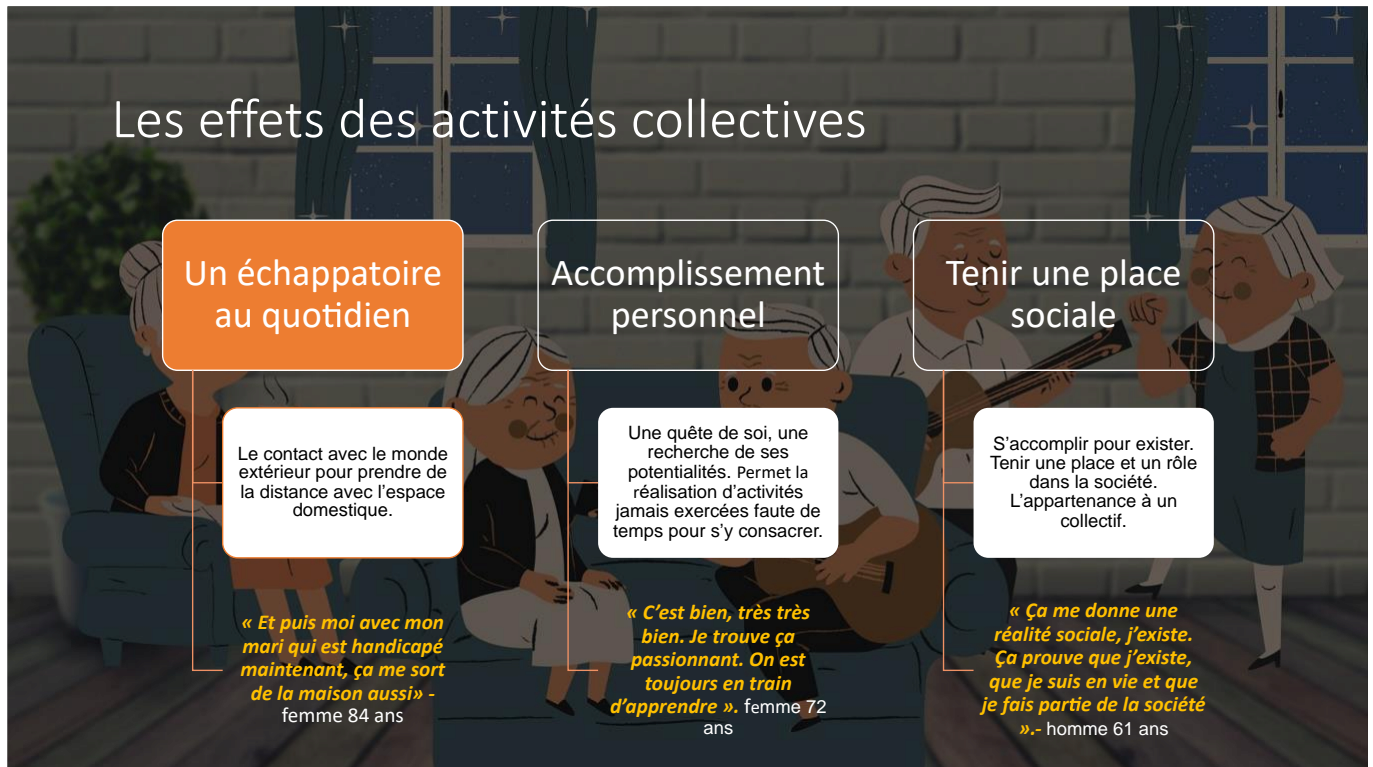 Les effets des activités collectives
Un échappatoire
au quotidien
Le contact avec le monde
extérieur pour prendre de
la distance avec l’espace
domestique.
« Et puis moi avec mon
mari qui est handicapé
maintenant, ça me sort
de la maison aussi» -
femme 84 ans
Accomplissement
personnel
Une quête de soi, une
recherche de ses
potentialités. Permet la
réalisation d’activités
jamais exercées faute de
temps pour s’y consacrer.
« C’est bien, très très
bien. Je trouve ça
passionnant. On est
toujours en train
d’apprendre ». femme 72
ans
Tenir une place
sociale
S’accomplir pour exister.
Tenir une place et un rôle
dans la société.
L’appartenance à un
collectif.
« Ça me donne une
réalité sociale, j’existe.
Ça prouve que j’existe,
que je suis en vie et que
je fais partie de la société
».- homme 61 ans